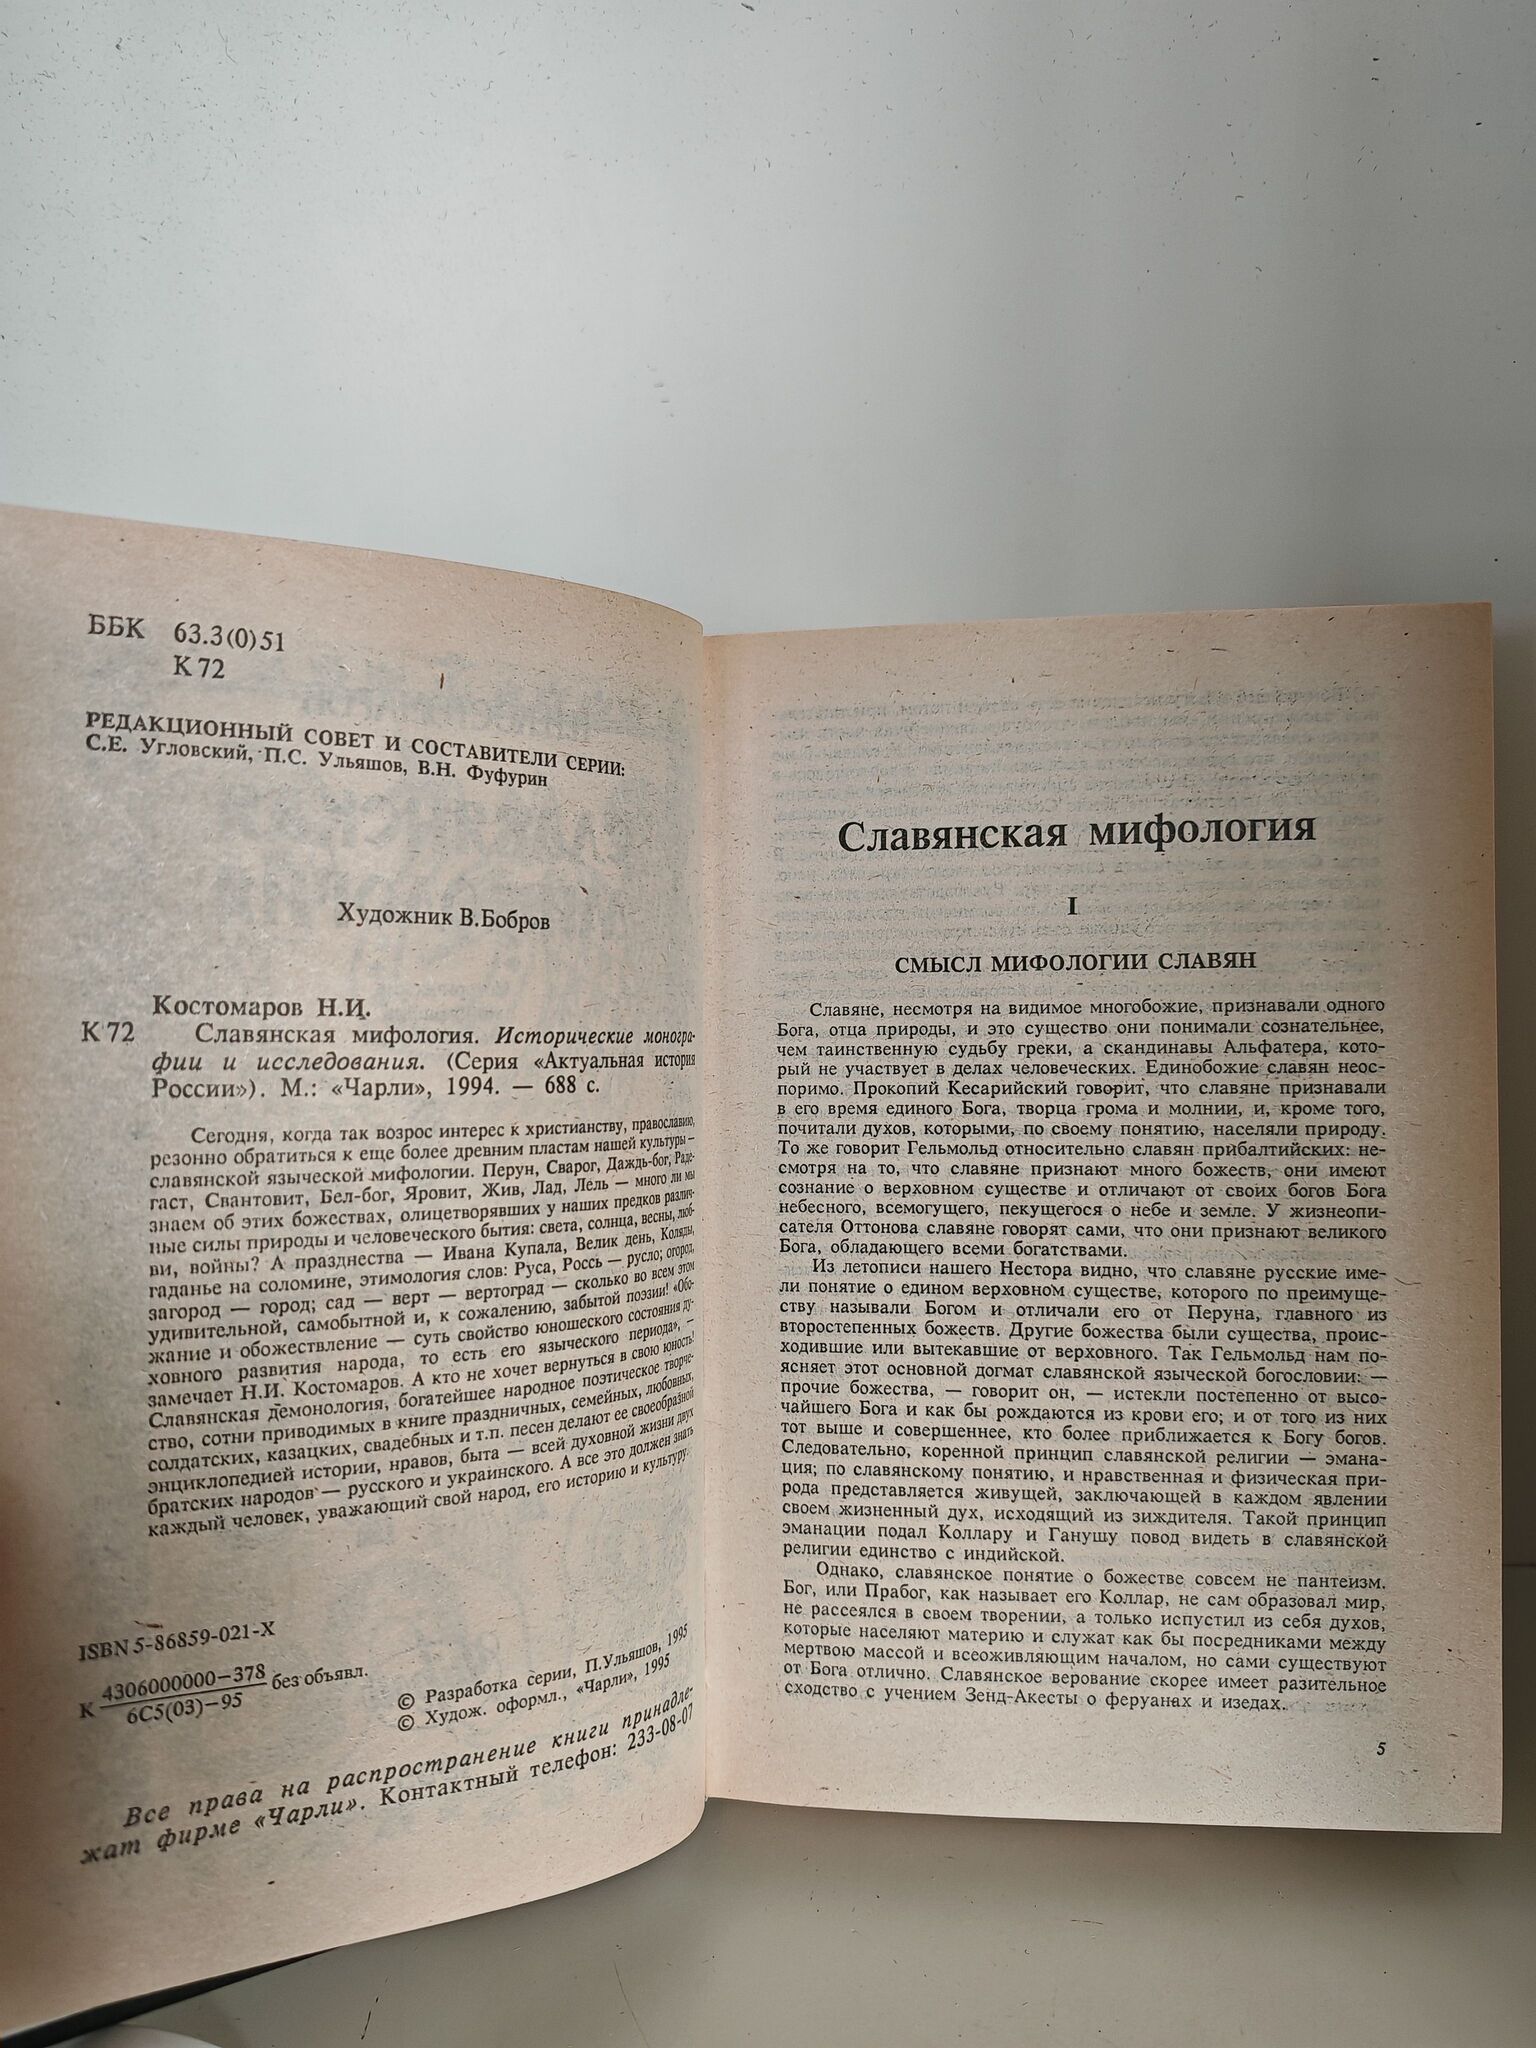 ББК 63.3(0)51
К 72
РЕДАКЦИОННЫЙ СОВЕТ И СОСТАВИТЕЛИ СЕРИИ:
С.Е. Угловский, П.С. Ульяшов, В.Н. Фуфурин
Художник В.Бобров
Костомаров Н.И.
К 72 Славянская мифология. Исторические моногра-
фии и исследования. (Серия «Актуальная история
России»). М.: «Чарли», 1994. — 688 с.
Сегодня, когда так возрос интерес к христианству, православию,
резонно обратиться к еще более древним пластам нашей культуры —
славянской языческой мифологии. Перун, Сварог, Даждь-бог, Раде-
гаст, Свантовит, Бел-бог, Яровит, Жив, Лад, Лель — много ли мы
знаем об этих божествах, олицетворявших у наших предков различ-
ные силы природы и человеческого бытия: света, солнца, весны, люб-
ви, войны? А празднества — Ивана Купала, Велик день, Коляды,
гаданье на соломине, этимология слов: Руса, Россь — русло; огород,
загород — город; сад — верт — вертоград — сколько во всем этом
удивительной, самобытной и, к сожалению, забытой поэзии! «Обо-
жание и обожествление — суть свойство юношеского состояния ду-
ховного развития народа, то есть его языческого периода», —
замечает Н.И. Костомаров. А кто не хочет вернуться в свою юность!
Славянская демонология, богатейшее народное поэтическое творче-
ство, сотни приводимых в книге праздничных, семейных, любовных,
солдатских, казацких, свадебных и т.п. песен делают ее своеобразной
энциклопедией истории, нравов, быта — всей духовной жизни двух
братских народов — русского и украинского. А все это должен знать
каждый человек, уважающий свой народ, его историю и культуру.
ISBN 5-86859-021-X
К 4306000000—378 без объявл.
6С5(03)—95
© Разработка серии, П.Ульяшов, 1995
© Худож. оформл., «Чарли», 1995
Все права на распространение книги принадле-
жат фирме «Чарли». Контактный телефон: 233-08-07
Славянская мифология
I
СМЫСЛ МИФОЛОГИИ СЛАВЯН
Славяне, несмотря на видимое многобожие, признавали одного
Бога, отца природы, и это существо они понимали сознательнее,
чем таинственную судьбу греки, а скандинавы Альфатера, кото-
рый не участвует в делах человеческих. Единобожие славян неос-
поримо. Прокопий Кесарийский говорит, что славяне признавали
в его время единого Бога, творца грома и молнии, и, кроме того,
почитали духов, которыми, по своему понятию, населяли природу.
То же говорит Гельмольд относительно славян прибалтийских: не-
смотря на то, что славяне признают много божеств, они имеют
сознание о верховном существе и отличают от своих богов Бога
небесного, всемогущего, пекущегося о небе и земле. У жизнеопи-
сателя Оттонова славяне говорят сами, что они признают великого
Бога, обладающего всеми богатствами.
Из летописи нашего Нестора видно, что славяне русские име-
ли понятие о едином верховном существе, которого по преимуще-
ству называли Богом и отличали его от Перуна, главного из
второстепенных божеств. Другие божества были существа, проис-
ходившие или вытекавшие от верховного. Так Гельмольд нам по-
ясняет этот основной догмат славянской языческой богословии: —
прочие божества, — говорит он, — истекли постепенно от высо-
чайшего Бога и как бы рождаются из крови его; и от того из них
тот выше и совершеннее, кто более приближается к Богу богов.
Следовательно, коренной принцип славянской религии — эмана-
ция; по славянскому понятию, и нравственная и физическая при-
рода представляется живущей, заключающей в каждом явлении
своем жизненный дух, исходящий из зиждителя. Такой принцип
эманации подал Коллару и Ганушу повод видеть в славянской
религии единство с индийской.
Однако, славянское понятие о божестве совсем не пантеизм.
Бог, или Прабог, как называет его Коллар, не сам образовал мир,
не рассеялся в своем творении, а только испустил из себя духов,
которые населяют материю и служат как бы посредниками между
мертвою массой и всеоживляющим началом, но сами существуют
от Бога отлично. Славянское верование скорее имеет разительное
сходство с учением Зенд-Акесты о феруанах и изедах.
5